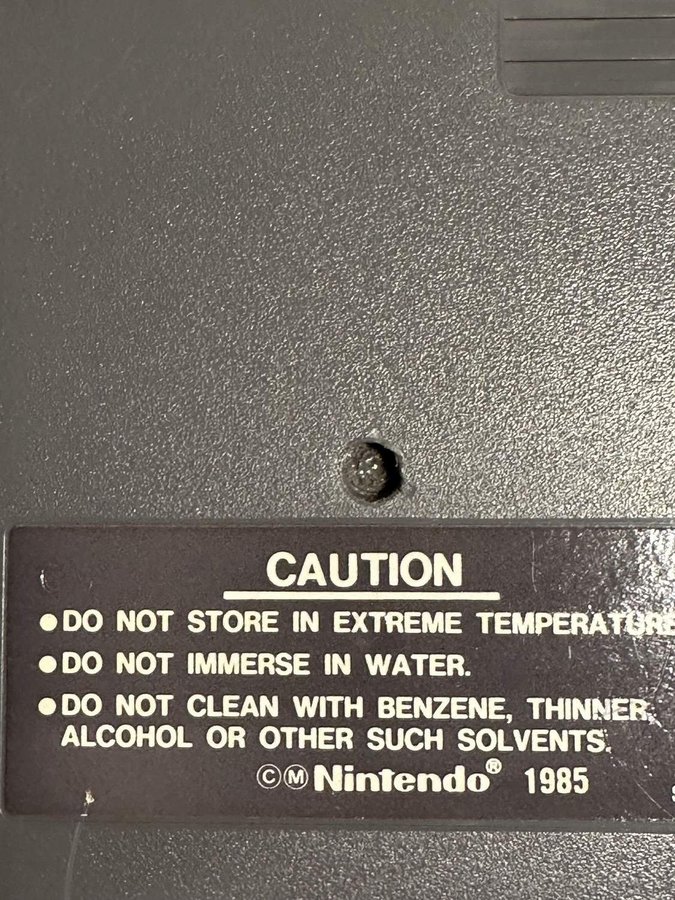 CAUTION
●DO NOT STORE IN EXTREME TEMPERATURE
●DO NOT IMMERSE IN WATER.
●DO NOT CLEAN WITH BENZENE, THINNER,
ALCOHOL OR OTHER SUCH SOLVENTS.
ⒸⓂNintendo® 1985